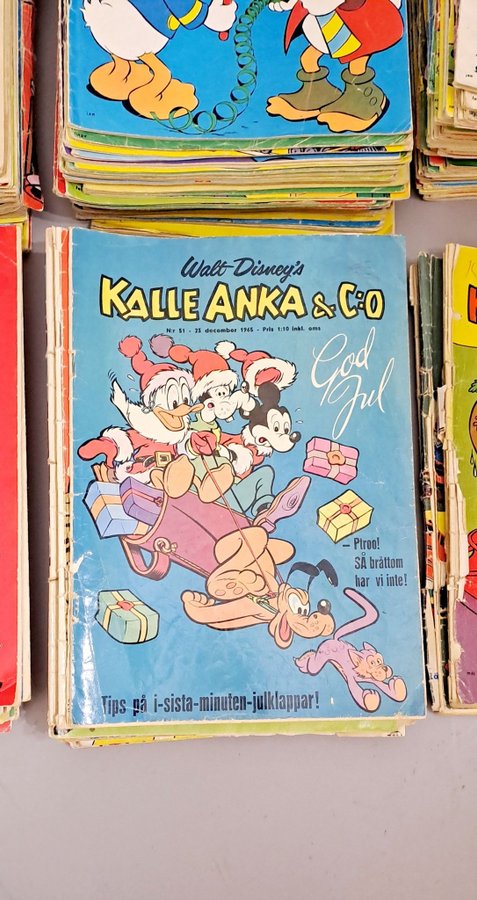 Walt Disney's
KALLE ANKA & C:O
N:r 51 - 23 december 1965 - Pris 1:10 inkl. oms
God
Jul
– Ptroo!
SÅ bråttom
har vi inte!
Tips på i-sista-minuten-julklappar!